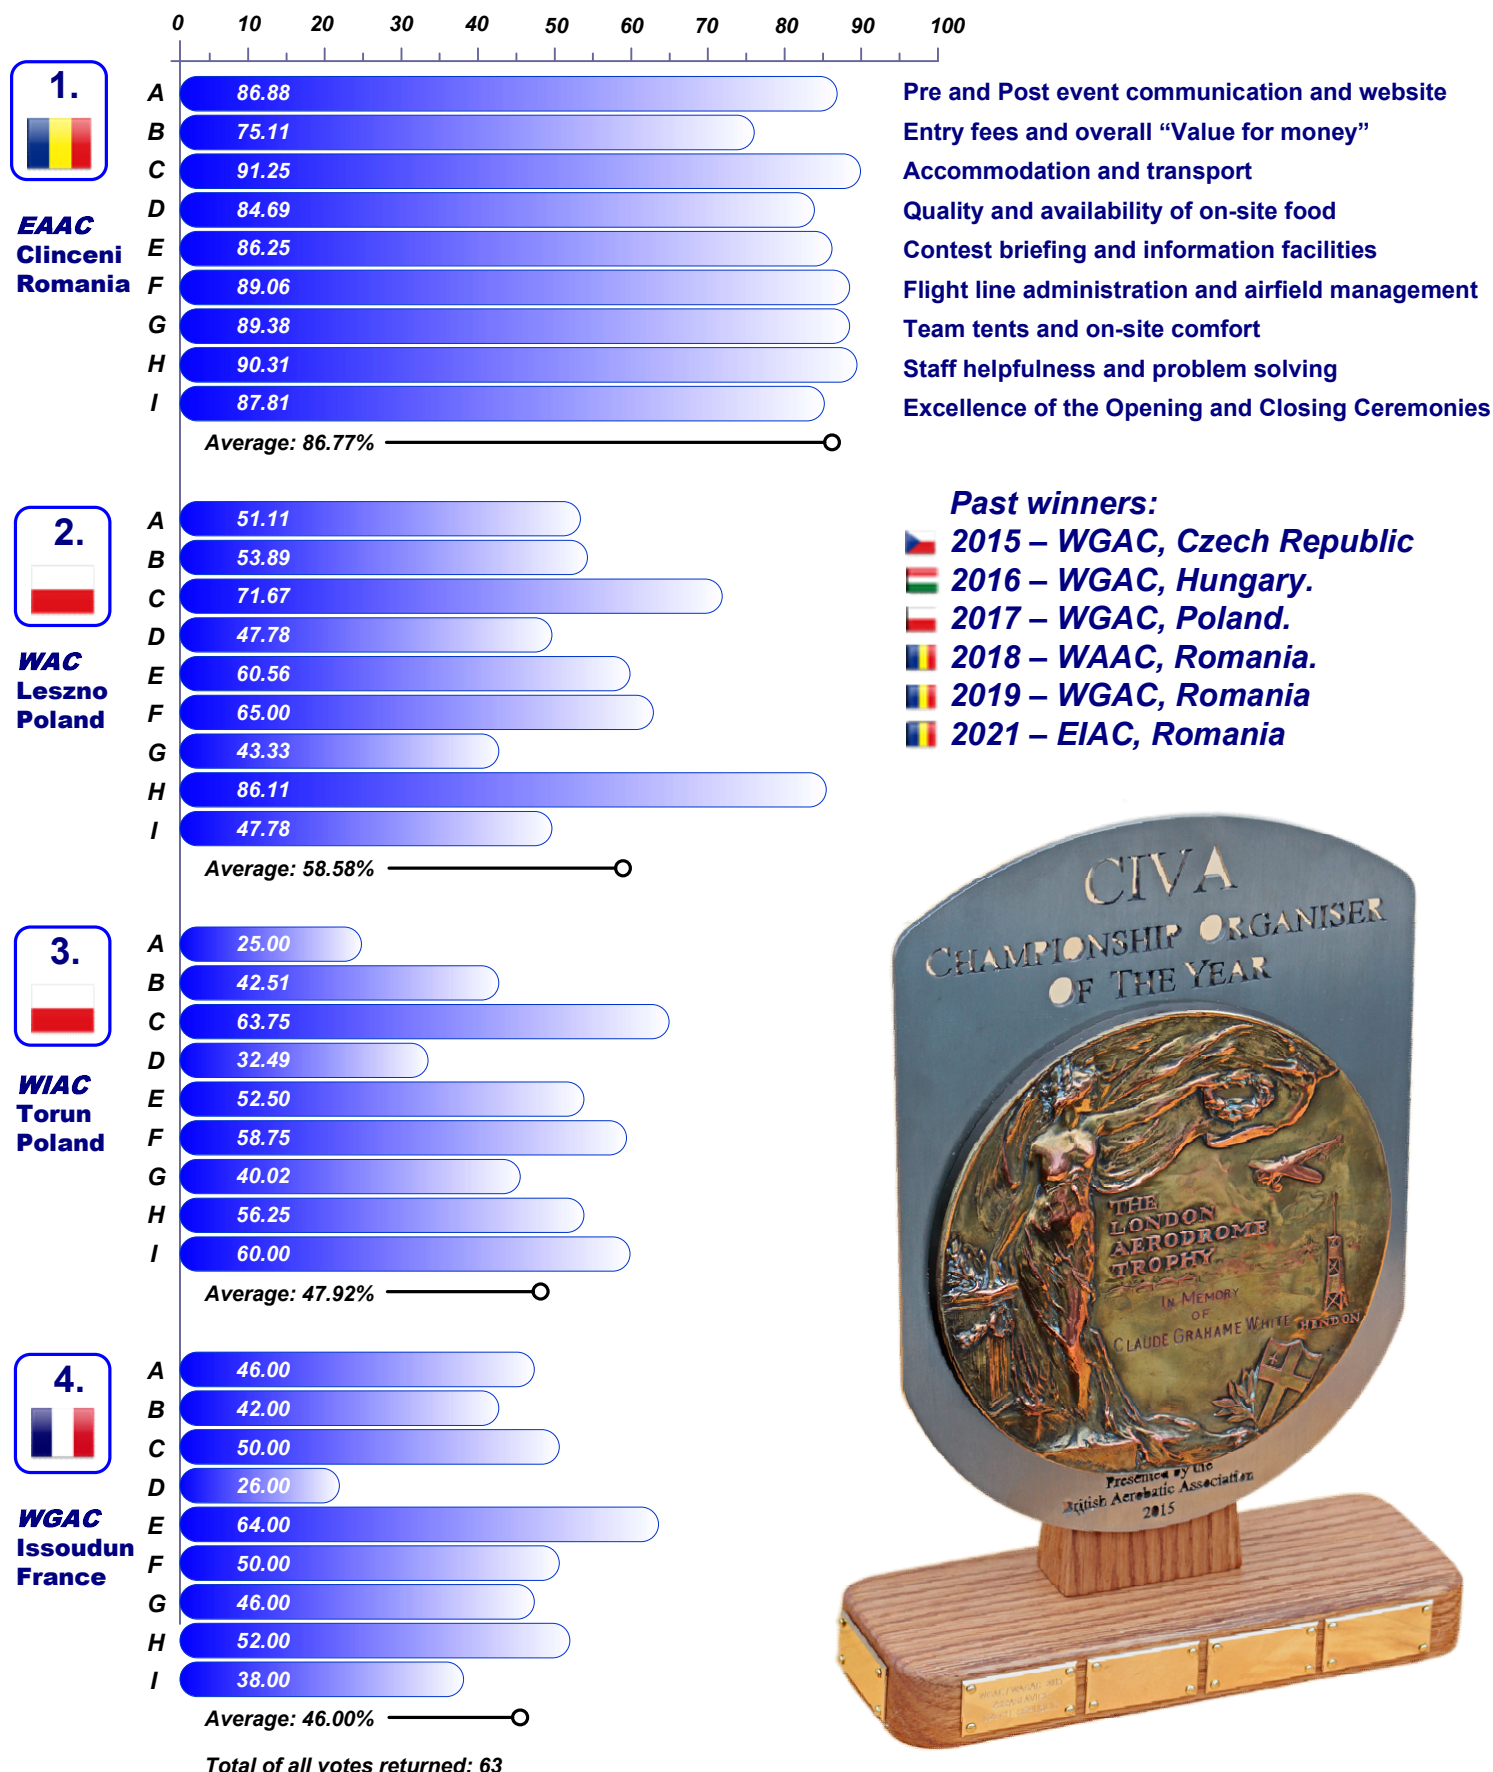 0 10 20 30 40 50 60 70 80 90 100
1.
EAAC
Clinceni
Romania
A 86.88 Pre and Post event communication and website
B 75.11 Entry fees and overall “Value for money”
C 91.25 Accommodation and transport
D 84.69 Quality and availability of on-site food
E 86.25 Contest briefing and information facilities
F 89.06 Flight line administration and airfield management
G 89.38 Team tents and on-site comfort
H 90.31 Staff helpfulness and problem solving
I 87.81 Excellence of the Opening and Closing Ceremonies
Average: 86.77%
2.
WAC
Leszno
Poland
A 51.11
B 53.89
C 71.67
D 47.78
E 60.56
F 65.00
G 43.33
H 86.11
I 47.78
Average: 58.58%
Past winners:
2015 – WGAC, Czech Republic
2016 – WGAC, Hungary.
2017 – WGAC, Poland.
2018 – WAAC, Romania.
2019 – WGAC, Romania
2021 – EIAC, Romania
3.
WIAC
Torun
Poland
A 25.00
B 42.51
C 63.75
D 32.49
E 52.50
F 58.75
G 40.02
H 56.25
I 60.00
Average: 47.92%
4.
WGAC
Issoudun
France
A 46.00
B 42.00
C 50.00
D 26.00
E 64.00
F 50.00
G 46.00
H 52.00
I 38.00
Average: 46.00%
Total of all votes returned: 63
CIVA
CHAMPIONSHIP ORGANISER
OF THE YEAR
THE
LONDON
AERODROME
TROPHY
IN MEMORY
OF
CLAUDE GRAHAME WHITE
HENDON
Presented by the
British Aerobatic Association
2015